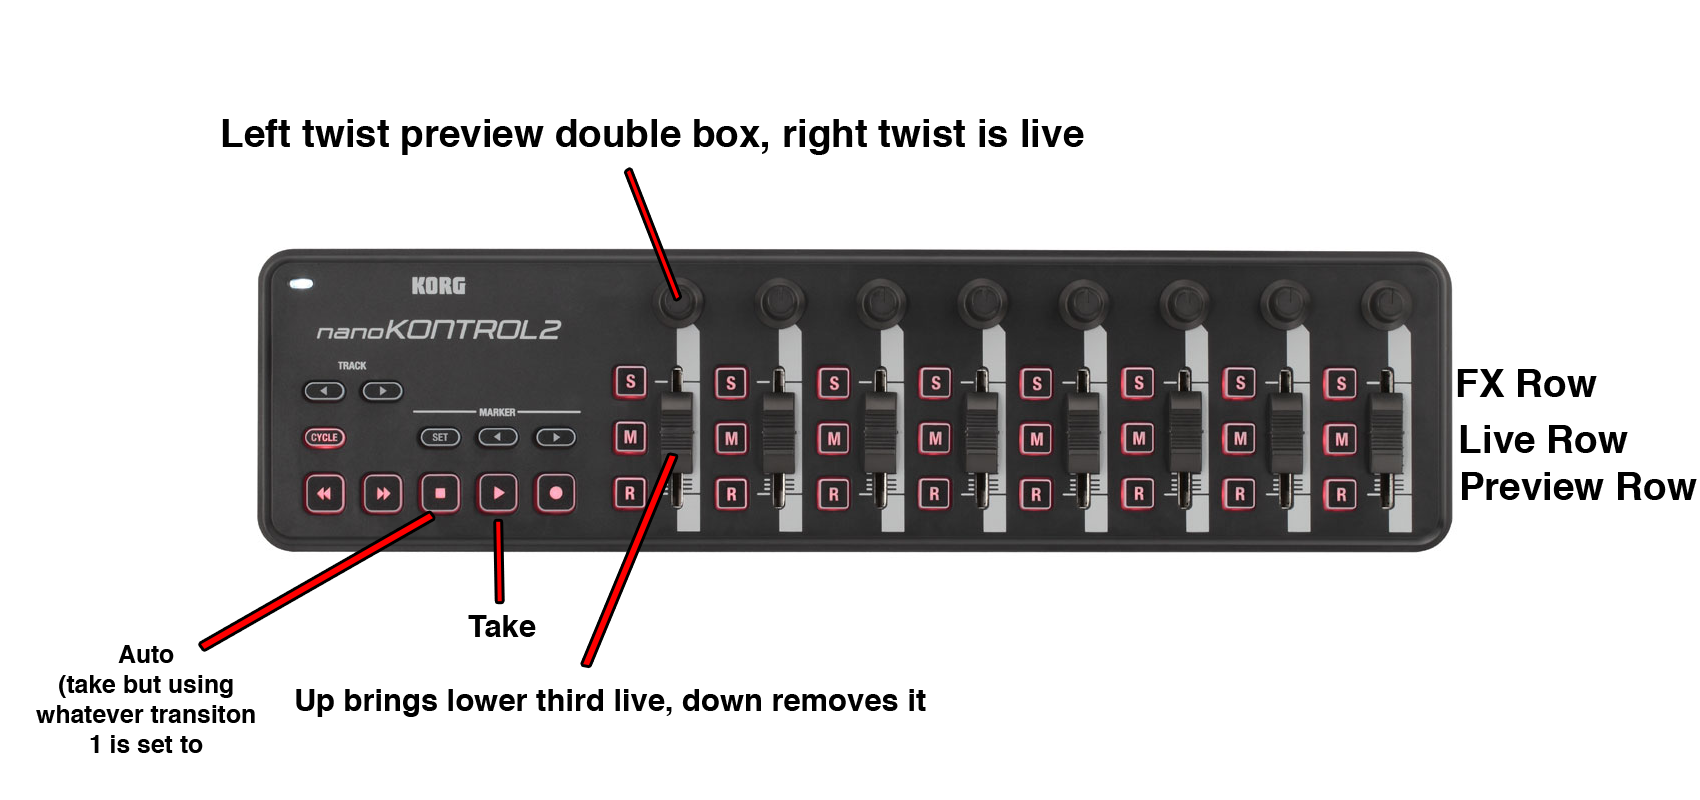 Left twist preview double box, right twist is live
KORG
nanoKONTROL2
TRACK
MARKER
CYCLE
SET
S S S S S S S S
M M M M M M M M
R R R R R R R R
FX Row
Live Row
Preview Row
Take
Auto
(take but using
whatever transiton
1 is set to
Up brings lower third live, down removes it